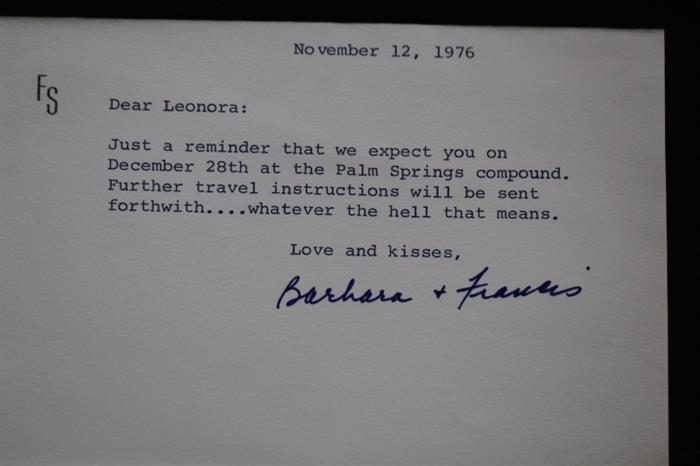 November 12, 1976
FS
Dear Leonora:
Just a reminder that we expect you on
December 28th at the Palm Springs compound.
Further travel instructions will be sent
forthwith....whatever the hell that means.
Love and kisses,
Barbara + Francis